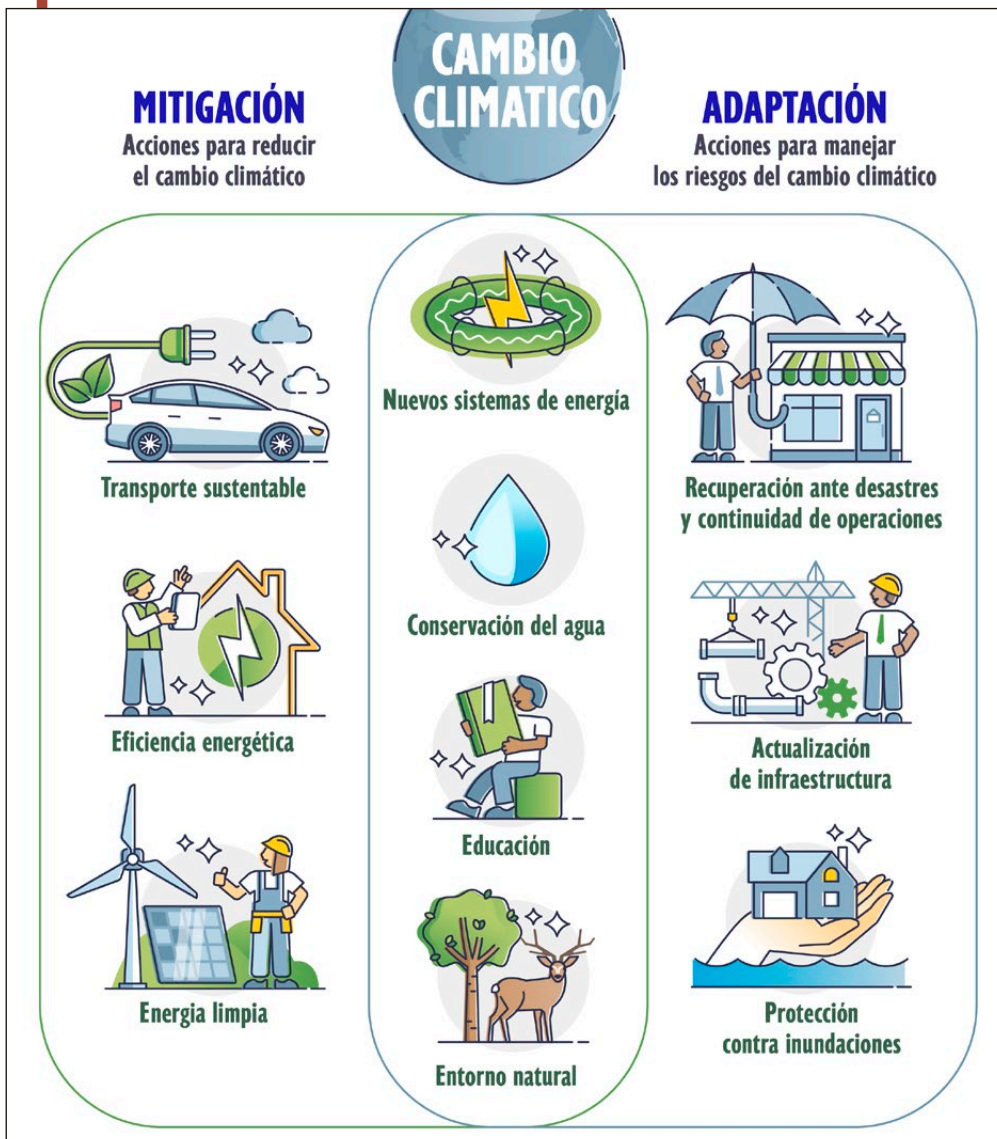 CAMBIO
CLIMATICO
MITIGACIÓN
Acciones para reducir
el cambio climático
ADAPTACIÓN
Acciones para manejar
los riesgos del cambio climático
Transporte sustentable
Eficiencia energética
Energia limpia
Nuevos sistemas de energía
Conservación del agua
Educación
Entorno natural
Recuperación ante desastres
y continuidad de operaciones
Actualización
de infraestructura
Protección
contra inundaciones